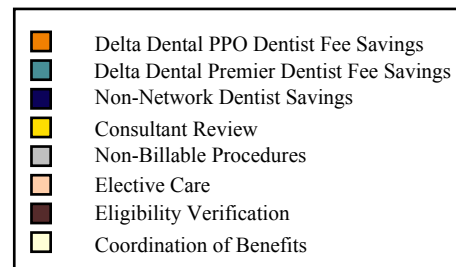 Delta Dental PPO Dentist Fee Savings
Delta Dental Premier Dentist Fee Savings
Non-Network Dentist Savings
Consultant Review
Non-Billable Procedures
Elective Care
Eligibility Verification
Coordination of Benefits